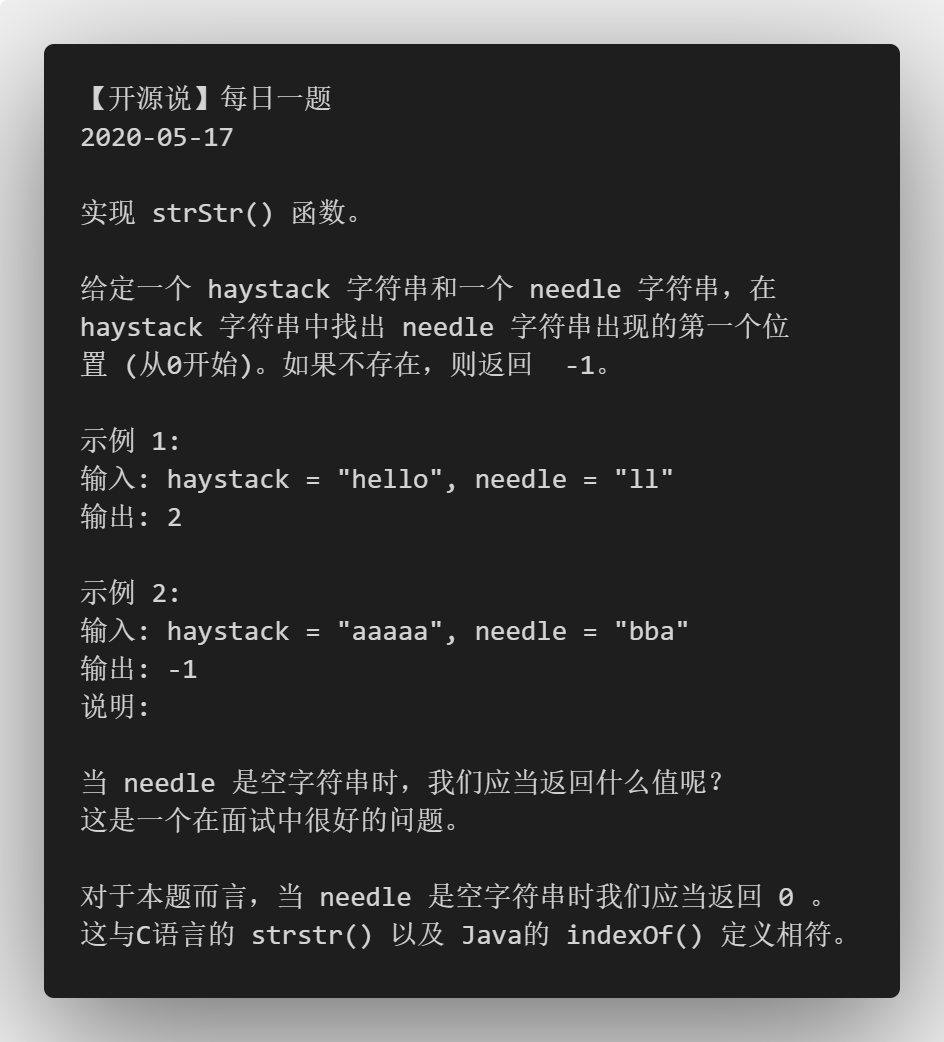 【开源说】每日一题
2020-05-17
实现 strStr() 函数。
给定一个 haystack 字符串和一个 needle 字符串，在
haystack 字符串中找出 needle 字符串出现的第一个位
置 (从0开始)。如果不存在，则返回  -1。
示例 1:
输入: haystack = "hello", needle = "ll"
输出: 2
示例 2:
输入: haystack = "aaaaa", needle = "bba"
输出: -1
说明:
当 needle 是空字符串时，我们应当返回什么值呢？
这是一个在面试中很好的问题。
对于本题而言，当 needle 是空字符串时我们应当返回 0 。
这与C语言的 strstr() 以及 Java的 indexOf() 定义相符。